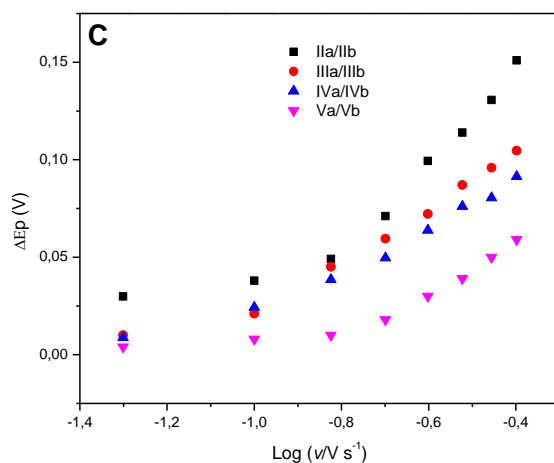 C
IIa/IIb
IIIa/IIIb
IVa/IVb
Va/Vb
0,15
0,10
0,05
0,00
ΔEp (V)
-1,4 -1,2 -1,0 -0,8 -0,6 -0,4
Log (v/V s⁻¹)